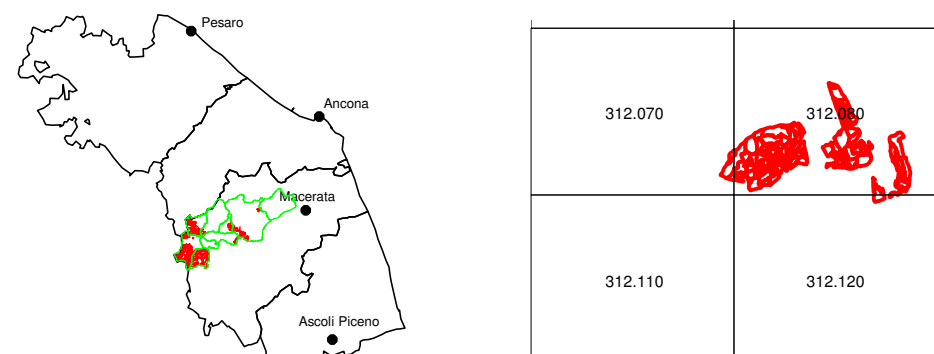 Pesaro
Ancona
Macerata
Ascoli Piceno
312.070
312.080
312.110
312.120